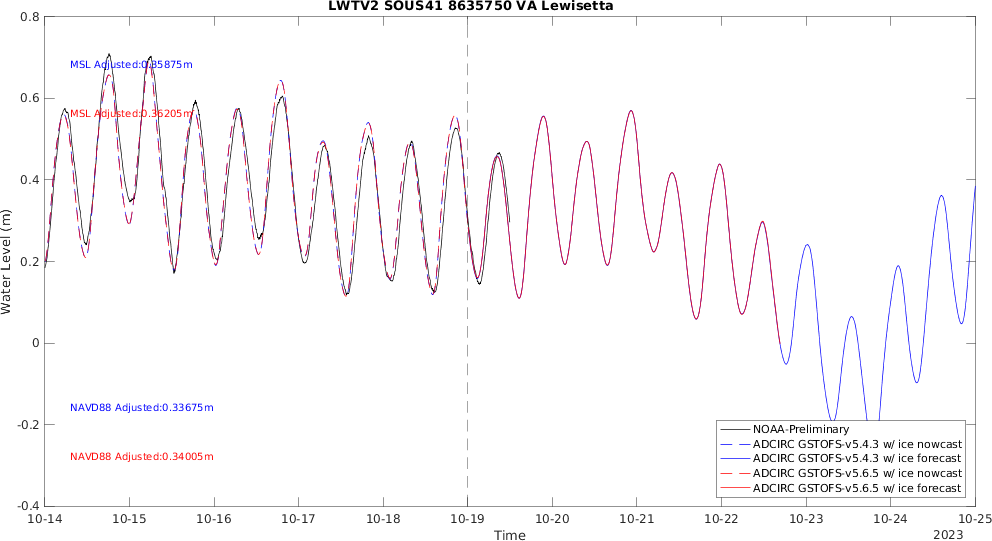 LWTV2 SOUS41 8635750 VA Lewisetta
0.8
0.6
0.4
0.2
0
-0.2
-0.4
Water Level (m)
MSL Adjusted:0.35875m
MSL Adjusted:0.36205m
NAVD88 Adjusted:0.33675m
NAVD88 Adjusted:0.34005m
NOAA-Preliminary
ADCIRC GSTOFS-v5.4.3 w/ ice nowcast
ADCIRC GSTOFS-v5.4.3 w/ ice forecast
ADCIRC GSTOFS-v5.6.5 w/ ice nowcast
ADCIRC GSTOFS-v5.6.5 w/ ice forecast
10-14 10-15 10-16 10-17 10-18 10-19 10-20 10-21 10-22 10-23 10-24 10-25
Time
2023